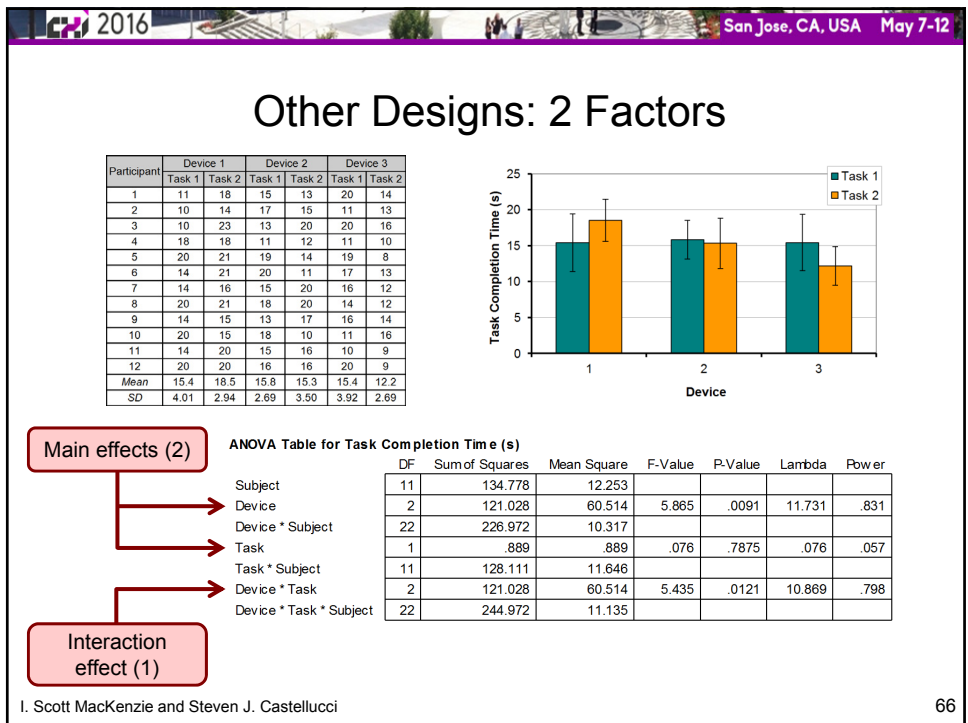 CHI 2016
San Jose, CA, USA May 7-12
Other Designs: 2 Factors
Participant Device 1 Device 2 Device 3
Task 1 Task 2 Task 1 Task 2 Task 1 Task 2
1 11 18 15 13 20 14
2 10 14 17 15 11 13
3 10 23 13 20 20 16
4 18 18 11 12 11 10
5 20 21 19 14 19 8
6 14 21 20 11 17 13
7 14 16 15 20 16 12
8 20 21 18 20 14 12
9 14 15 13 17 16 14
10 20 15 18 10 11 16
11 14 20 15 16 10 9
12 20 20 16 16 20 9
Mean 15.4 18.5 15.8 15.3 15.4 12.2
SD 4.01 2.94 2.69 3.50 3.92 2.69
Task Completion Time (s)
25
20
15
10
5
0
Task 1
Task 2
1 2 3
Device
Main effects (2)
Interaction
effect (1)
ANOVA Table for Task Completion Time (s)
DF Sum of Squares Mean Square F-Value P-Value Lambda Power
Subject 11 134.778 12.253
Device 2 121.028 60.514 5.865 .0091 11.731 .831
Device * Subject 22 226.972 10.317
Task 1 .889 .889 .076 .7875 .076 .057
Task * Subject 11 128.111 11.646
Device * Task 2 121.028 60.514 5.435 .0121 10.869 .798
Device * Task * Subject 22 244.972 11.135
I. Scott MacKenzie and Steven J. Castellucci
66